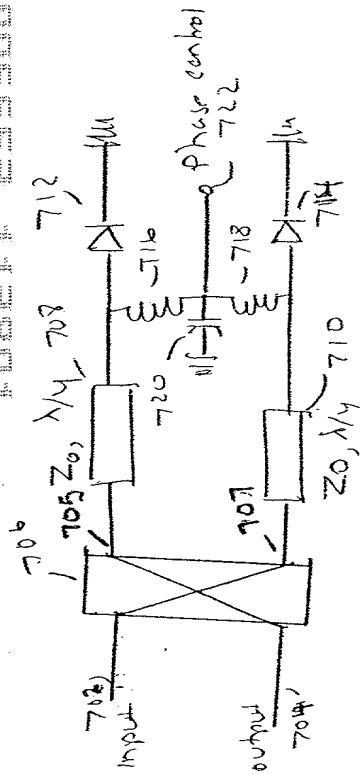 712
714
716
718
Phase control
722
720
Z0, λ/4 708
Z0, λ/4 710
705
707
706
702
Input
704
output